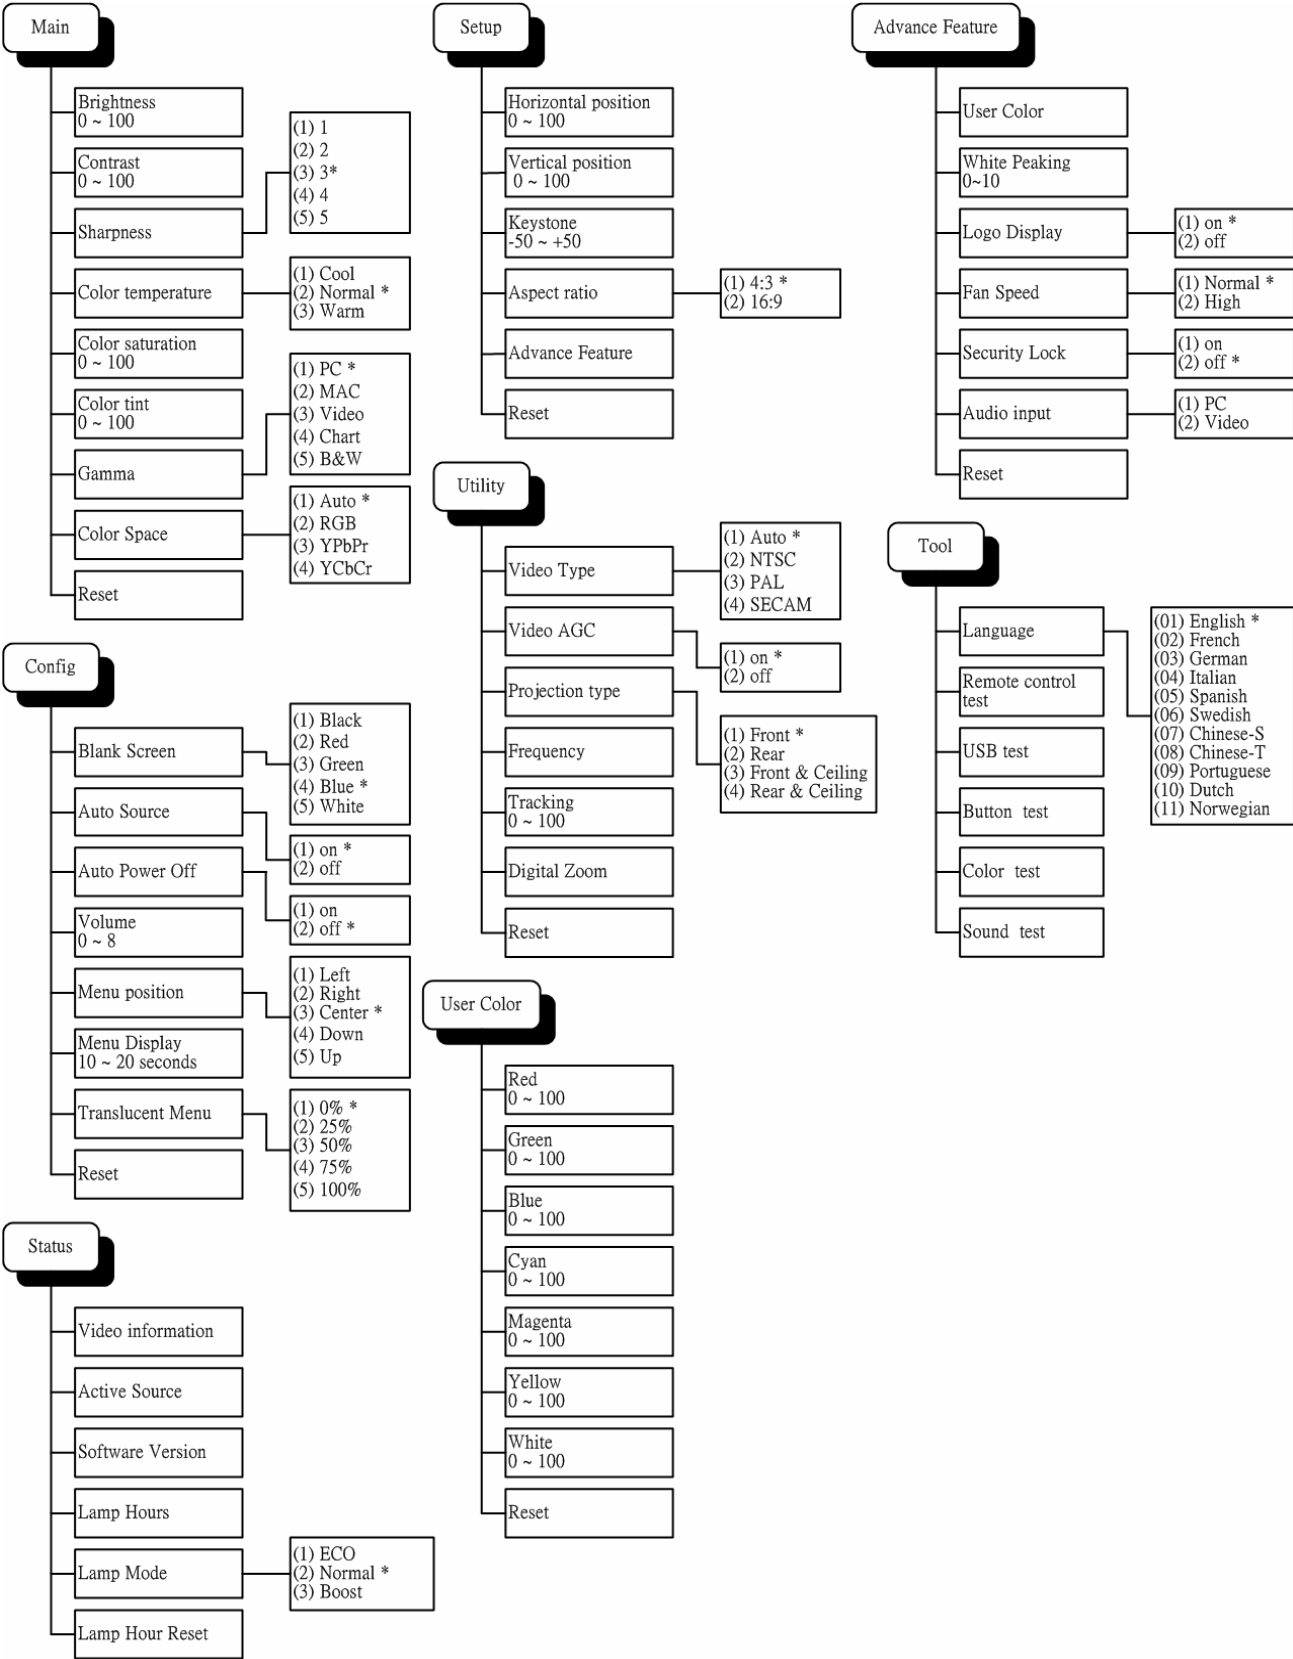 Main
Brightness
0 ~ 100
Contrast
0 ~ 100
Sharpness
(1) 1
(2) 2
(3) 3*
(4) 4
(5) 5
Color temperature
(1) Cool
(2) Normal *
(3) Warm
Color saturation
0 ~ 100
Color tint
0 ~ 100
Gamma
(1) PC *
(2) MAC
(3) Video
(4) Chart
(5) B&W
Color Space
(1) Auto *
(2) RGB
(3) YPbPr
(4) YCbCr
Reset
Config
Blank Screen
(1) Black
(2) Red
(3) Green
(4) Blue *
(5) White
Auto Source
(1) on *
(2) off
Auto Power Off
(1) on
(2) off *
Volume
0 ~ 8
Menu position
(1) Left
(2) Right
(3) Center *
(4) Down
(5) Up
Menu Display
10 ~ 20 seconds
Translucent Menu
(1) 0% *
(2) 25%
(3) 50%
(4) 75%
(5) 100%
Reset
Status
Video information
Active Source
Software Version
Lamp Hours
Lamp Mode
(1) ECO
(2) Normal *
(3) Boost
Lamp Hour Reset
Setup
Horizontal position
0 ~ 100
Vertical position
0 ~ 100
Keystone
-50 ~ +50
Aspect ratio
(1) 4:3 *
(2) 16:9
Advance Feature
Reset
Utility
Video Type
(1) Auto *
(2) NTSC
(3) PAL
(4) SECAM
Video AGC
(1) on *
(2) off
Projection type
(1) Front *
(2) Rear
(3) Front & Ceiling
(4) Rear & Ceiling
Frequency
Tracking
0 ~ 100
Digital Zoom
Reset
User Color
Red
0 ~ 100
Green
0 ~ 100
Blue
0 ~ 100
Cyan
0 ~ 100
Magenta
0 ~ 100
Yellow
0 ~ 100
White
0 ~ 100
Reset
Advance Feature
User Color
White Peaking
0~10
Logo Display
(1) on *
(2) off
Fan Speed
(1) Normal *
(2) High
Security Lock
(1) on
(2) off *
Audio input
(1) PC
(2) Video
Reset
Tool
Language
(01) English *
(02) French
(03) German
(04) Italian
(05) Spanish
(06) Swedish
(07) Chinese-S
(08) Chinese-T
(09) Portuguese
(10) Dutch
(11) Norwegian
Remote control
test
USB test
Button test
Color test
Sound test